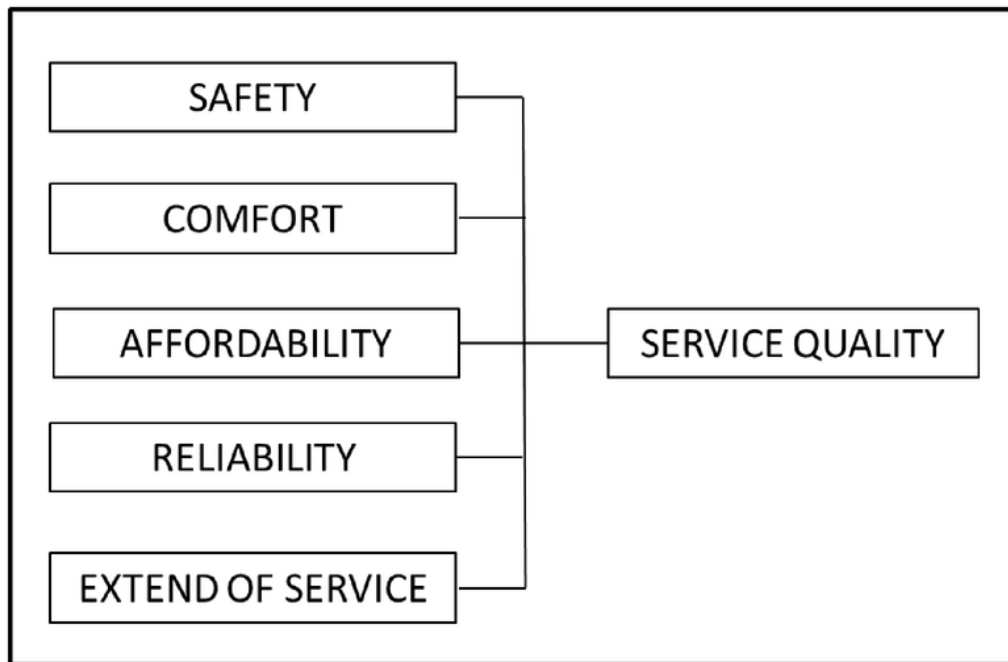 SAFETY
COMFORT
AFFORDABILITY
SERVICE QUALITY
RELIABILITY
EXTEND OF SERVICE